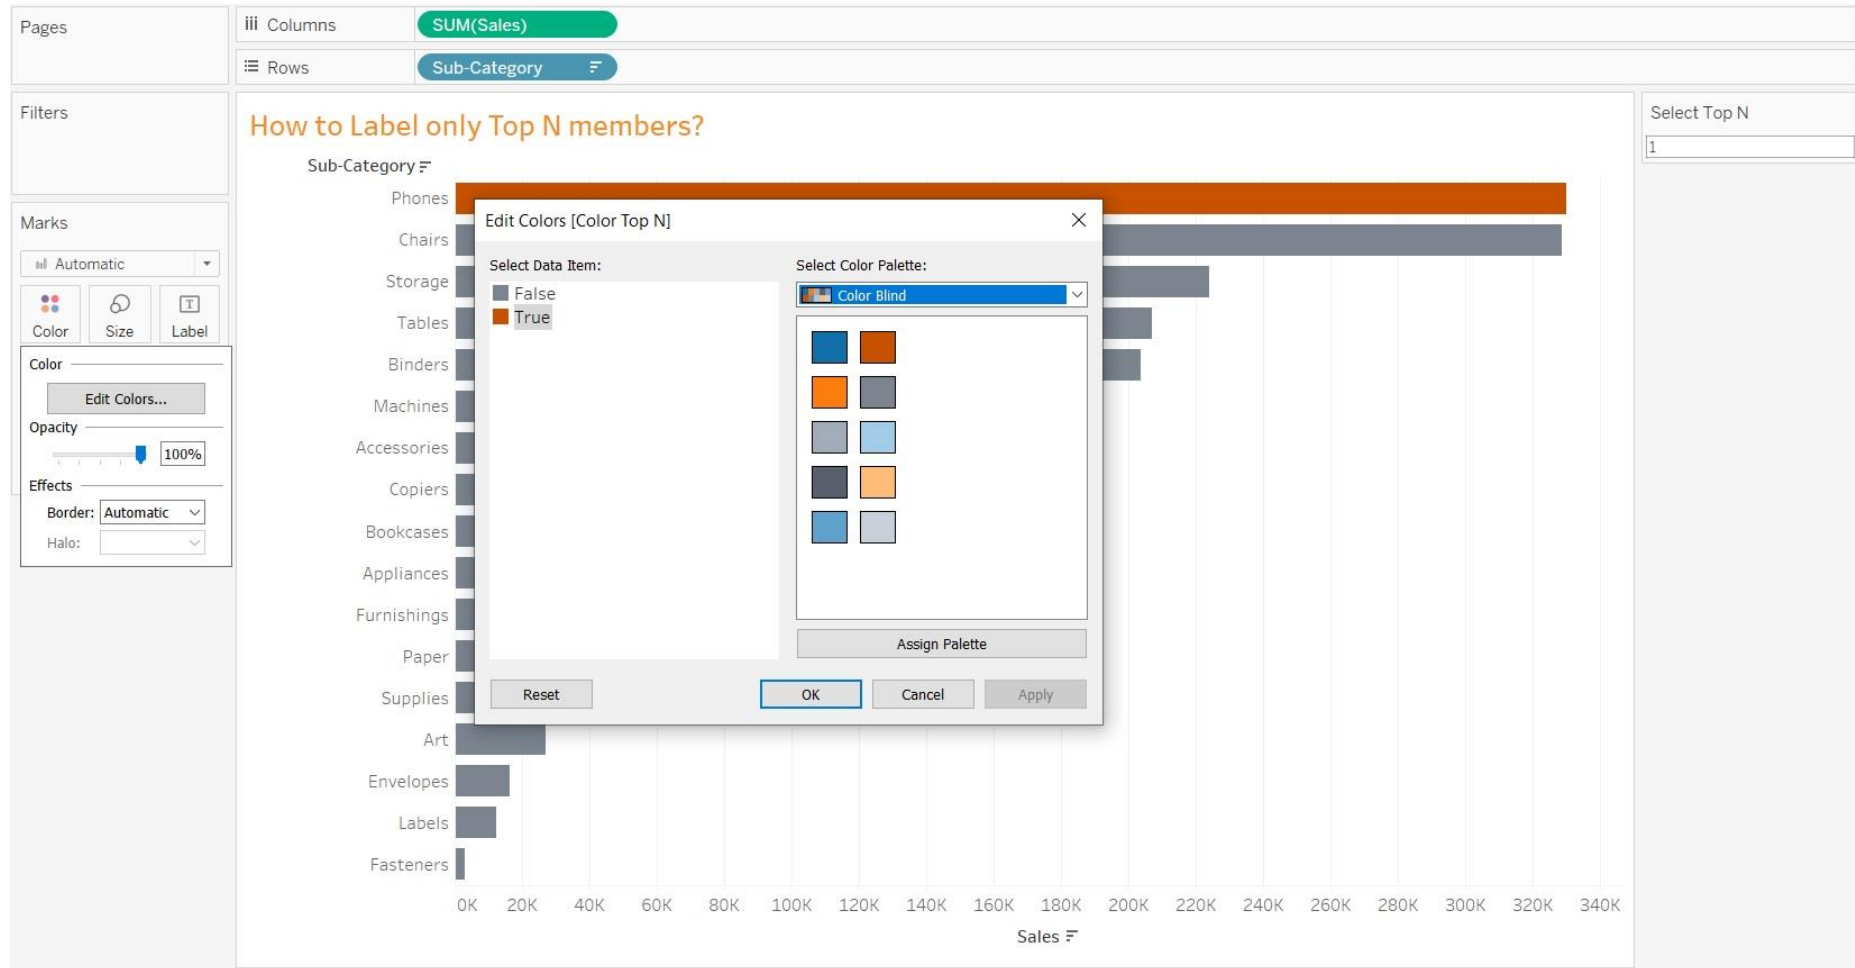 Pages
Columns
SUM(Sales)
Rows
Sub-Category
Filters
Marks
Automatic
Color
Size
Label
Color
Edit Colors...
Opacity
100%
Effects
Border: Automatic
Halo:
How to Label only Top N members?
Sub-Category
Phones
Chairs
Storage
Tables
Binders
Machines
Accessories
Copiers
Bookcases
Appliances
Furnishings
Paper
Supplies
Art
Envelopes
Labels
Fasteners
0K 20K 40K 60K 80K 100K 120K 140K 160K 180K 200K 220K 240K 260K 280K 300K 320K 340K
Sales
Edit Colors [Color Top N]
Select Data Item:
False
True
Select Color Palette:
Color Blind
Assign Palette
Reset
OK
Cancel
Apply
Select Top N
1